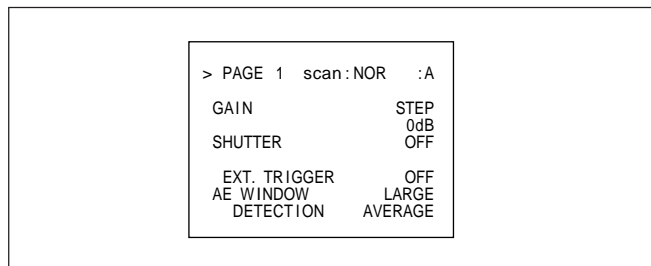 > PAGE 1 scan:NOR :A
GAIN STEP
0dB
SHUTTER OFF
EXT. TRIGGER OFF
AE WINDOW LARGE
DETECTION AVERAGE